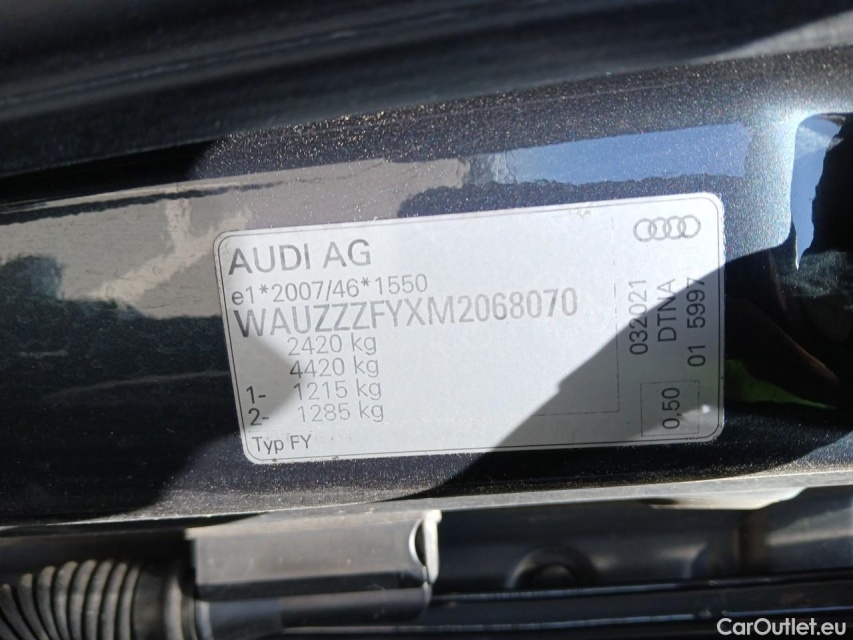 AUDI AG
e1*2007/46*1550
WAUZZZFYXM2068070
2420 kg
4420 kg
1- 1215 kg
2- 1285 kg
Typ FY
032021
DTNA
01 5997
0,50
CarOutlet.eu